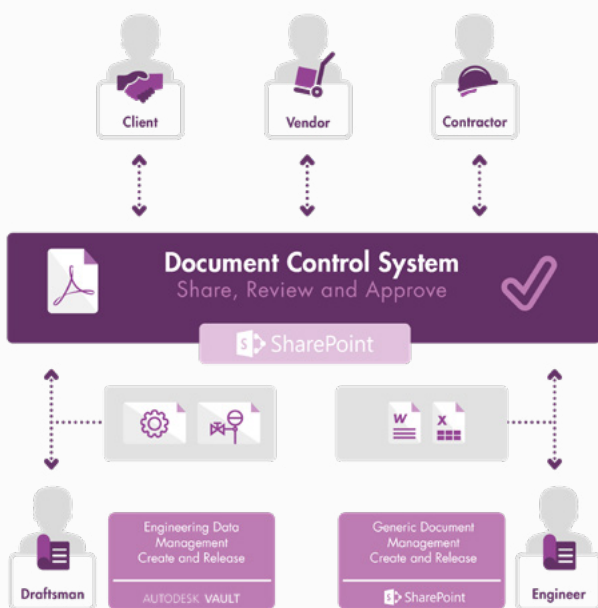 Client
Vendor
Contractor
Document Control System
Share, Review and Approve
S SharePoint
W
X
Engineering Data
Management
Create and Release
AUTODESK VAULT
Generic Document
Management
Create and Release
S SharePoint
Draftsman
Engineer